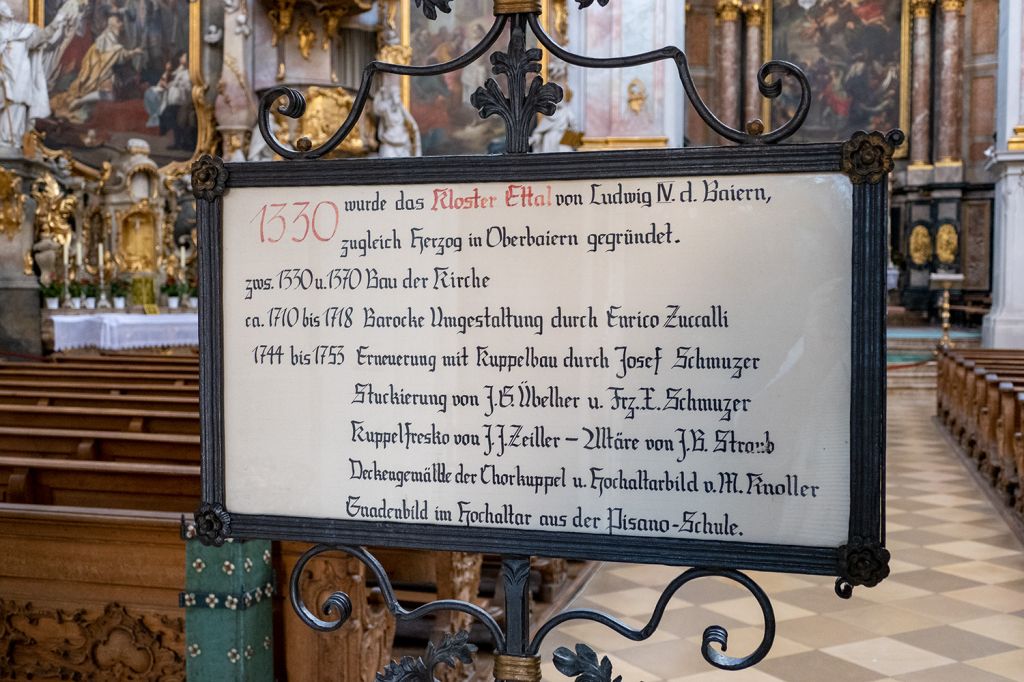 1330 wurde das Kloster Ettal von Ludwig IV. d. Baiern,
zugleich Herzog in Oberbaiern gegründet.
zws. 1330 u. 1370 Bau der Kirche
ca. 1710 bis 1718 Barocke Umgestaltung durch Enrico Zuccalli
1744 bis 1753 Erneuerung mit Kuppelbau durch Josef Schmuzer
Stuckierung von J.G. Übelher u. Frz. X. Schmuzer
Kuppelfresko von J.J. Zeiller – Altäre von J.B. Straub
Deckengemälde der Chorkuppel u. Hochaltarbild v. M. Knoller
Gnadenbild im Hochaltar aus der Pisano-Schule.